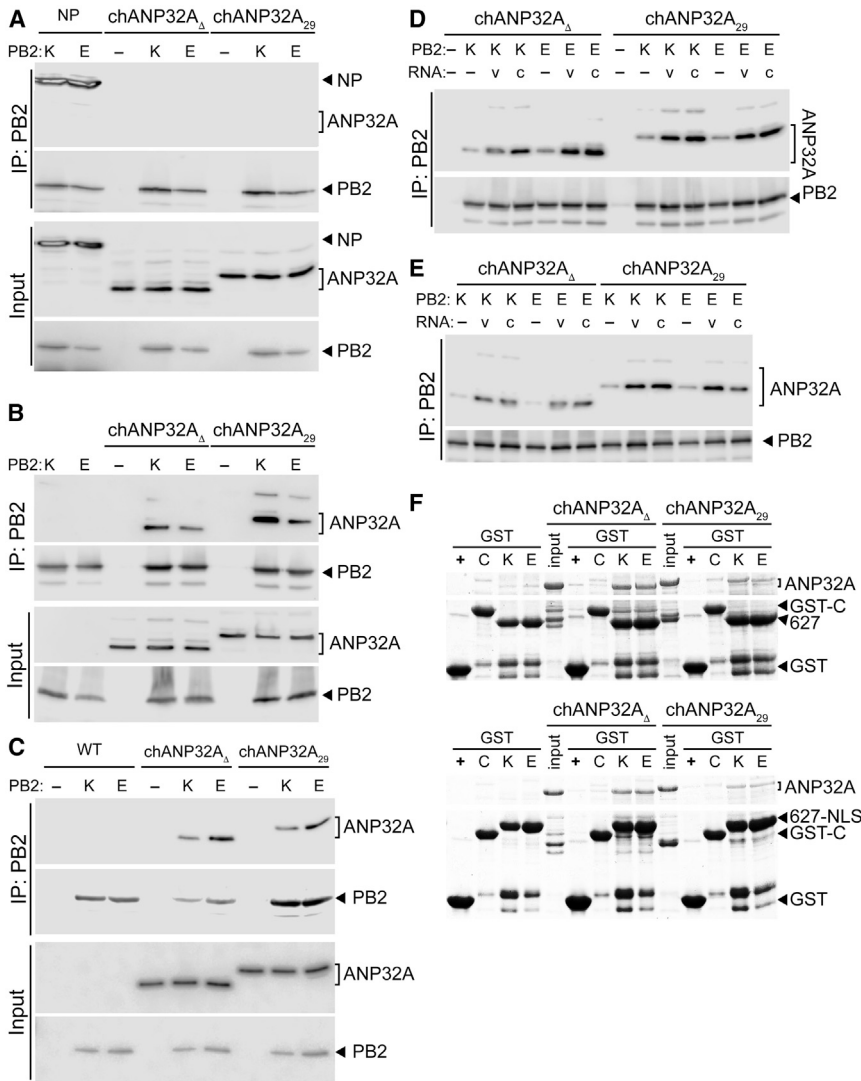 A
NP chANP32AΔ chANP32A29
PB2: K E – K E – K E
IP: PB2
NP
ANP32A
PB2
Input
NP
ANP32A
PB2
B
chANP32AΔ chANP32A29
PB2: K E – K E – K E
IP: PB2
ANP32A
PB2
Input
ANP32A
PB2
C
WT chANP32AΔ chANP32A29
PB2: – K E – K E – K E
IP: PB2
ANP32A
PB2
Input
ANP32A
PB2
D
chANP32AΔ chANP32A29
PB2: – K K K E E E – K K K E E E
RNA: – v c – v c – v c – v c
IP: PB2
ANP32A
PB2
E
chANP32AΔ chANP32A29
PB2: K K K E E E K K K E E E
RNA: – v c – v c – v c – v c
IP: PB2
ANP32A
PB2
F
chANP32AΔ chANP32A29
GST input GST input GST
+ C K E + C K E + C K E
ANP32A
GST-C
627
GST
chANP32AΔ chANP32A29
GST input GST input GST
+ C K E + C K E + C K E
ANP32A
627-NLS
GST-C
GST